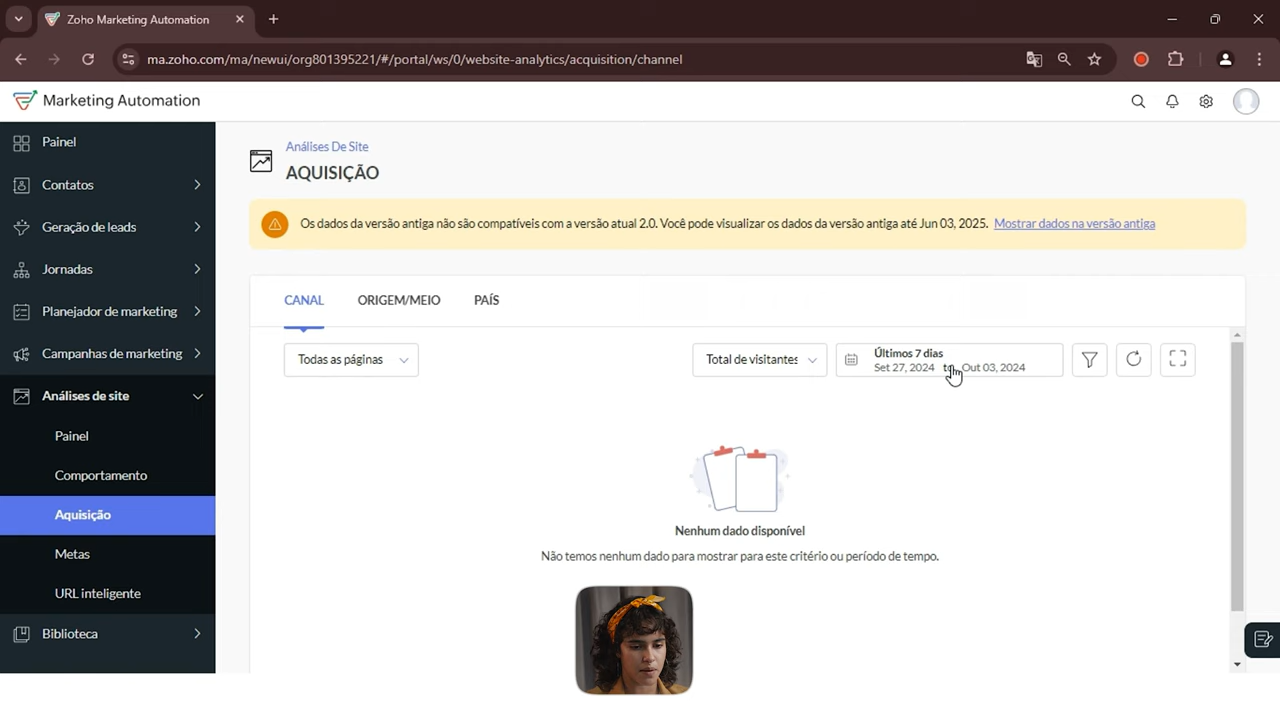 Zoho Marketing Automation
ma.zoho.com/ma/newui/org801395221/#/portal/ws/0/website-analytics/acquisition/channel
Marketing Automation
Painel
Contatos
Geração de leads
Jornadas
Planejador de marketing
Campanhas de marketing
Análises de site
Painel
Comportamento
Aquisição
Metas
URL inteligente
Biblioteca
Análises De Site
AQUISIÇÃO
Os dados da versão antiga não são compatíveis com a versão atual 2.0. Você pode visualizar os dados da versão antiga até Jun 03, 2025. Mostrar dados na versão antiga
CANAL ORIGEM/MEIO PAÍS
Todas as páginas
Total de visitantes
Últimos 7 dias
Set 27, 2024 to Out 03, 2024
Nenhum dado disponível
Não temos nenhum dado para mostrar para este critério ou período de tempo.